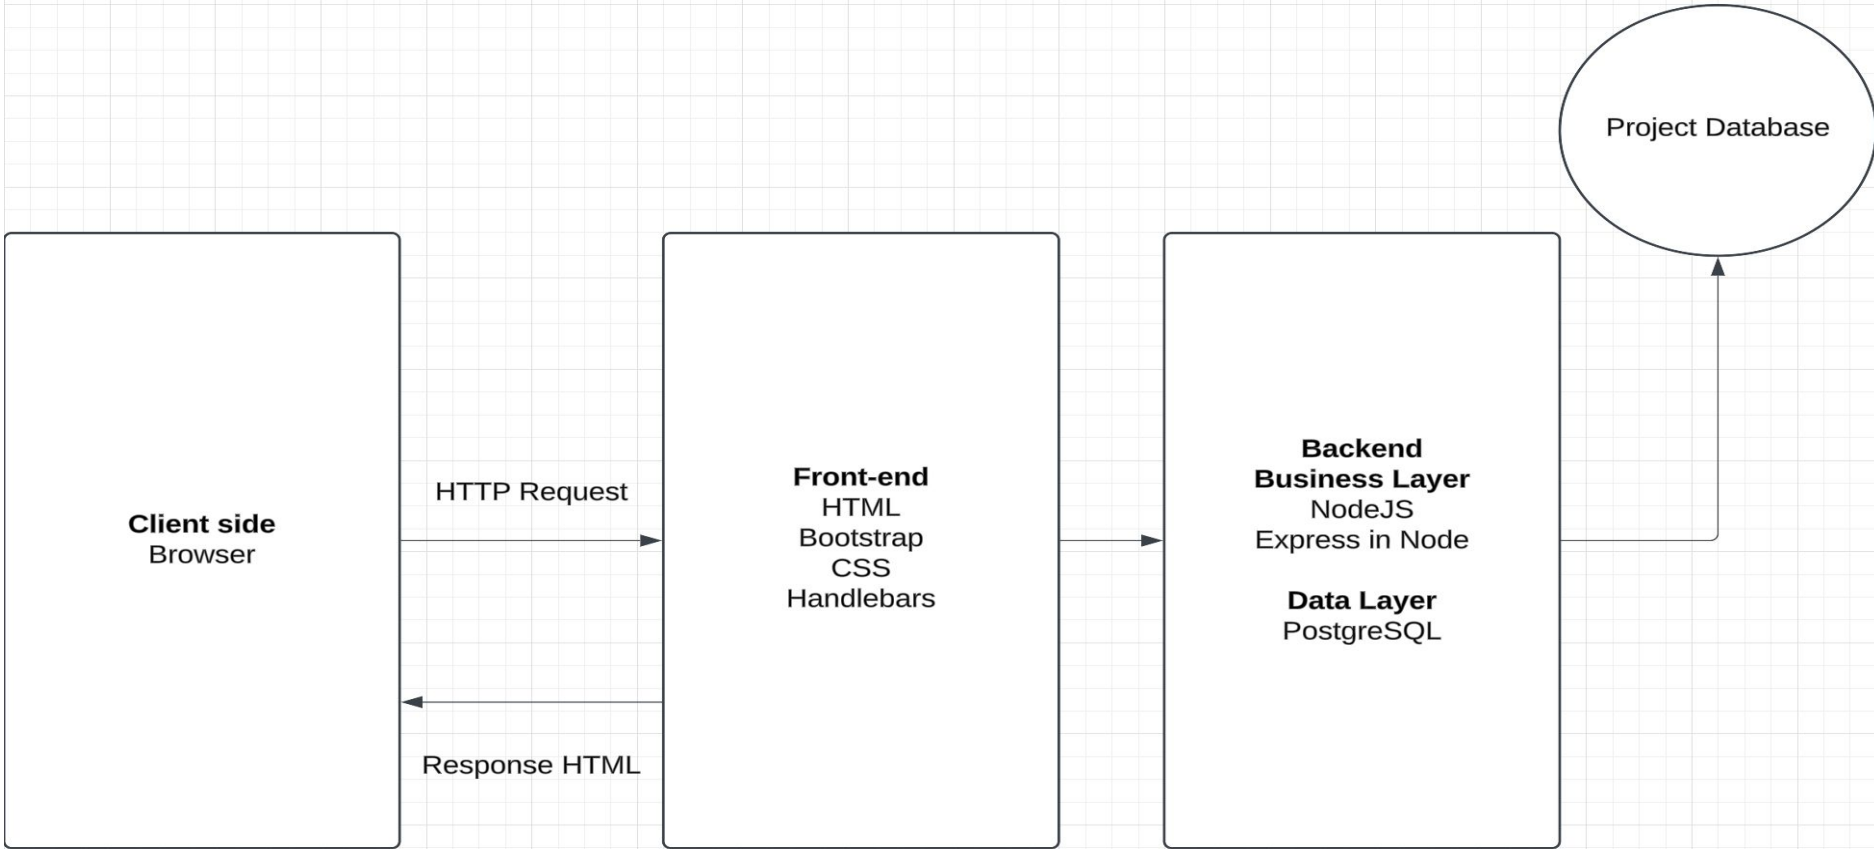 Project Database
Client side
Browser
HTTP Request
Response HTML
Front-end
HTML
Bootstrap
CSS
Handlebars
Backend
Business Layer
NodeJS
Express in Node
Data Layer
PostgreSQL